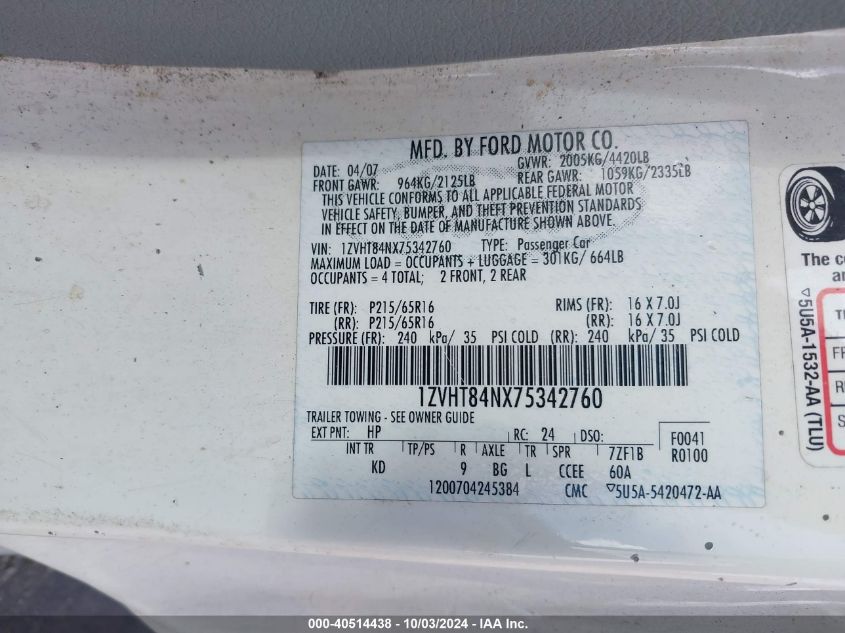 MFD. BY FORD MOTOR CO.
DATE: 04/07 GVWR: 2005KG/4420LB
FRONT GAWR: 964KG/2125LB REAR GAWR: 1059KG/2335LB
THIS VEHICLE CONFORMS TO ALL APPLICABLE FEDERAL MOTOR
VEHICLE SAFETY, BUMPER, AND THEFT PREVENTION STANDARDS
IN EFFECT ON THE DATE OF MANUFACTURE SHOWN ABOVE.
VIN: 1ZVHT84NX75342760 TYPE: Passenger Car
MAXIMUM LOAD = OCCUPANTS + LUGGAGE = 301KG/ 664LB
OCCUPANTS = 4 TOTAL; 2 FRONT, 2 REAR
TIRE (FR): P215/65R16 RIMS (FR): 16 X 7.0J
(RR): P215/65R16 (RR): 16 X 7.0J
PRESSURE (FR): 240 kPa/ 35 PSI COLD (RR): 240 kPa/ 35 PSI COLD
1ZVHT84NX75342760
TRAILER TOWING - SEE OWNER GUIDE
EXT PNT: HP RC: 24 DSO: F0041
INT TR TP/PS R AXLE TR SPR 7ZF1B R0100
KD 9 BG L CCEE 60A
1200704245384 CMC ▽5U5A-5420472-AA
The co
an
▽5U5A-1532-AA (TLU)
T
FR
R
S
000-40514438 - 10/03/2024 - IAA Inc.